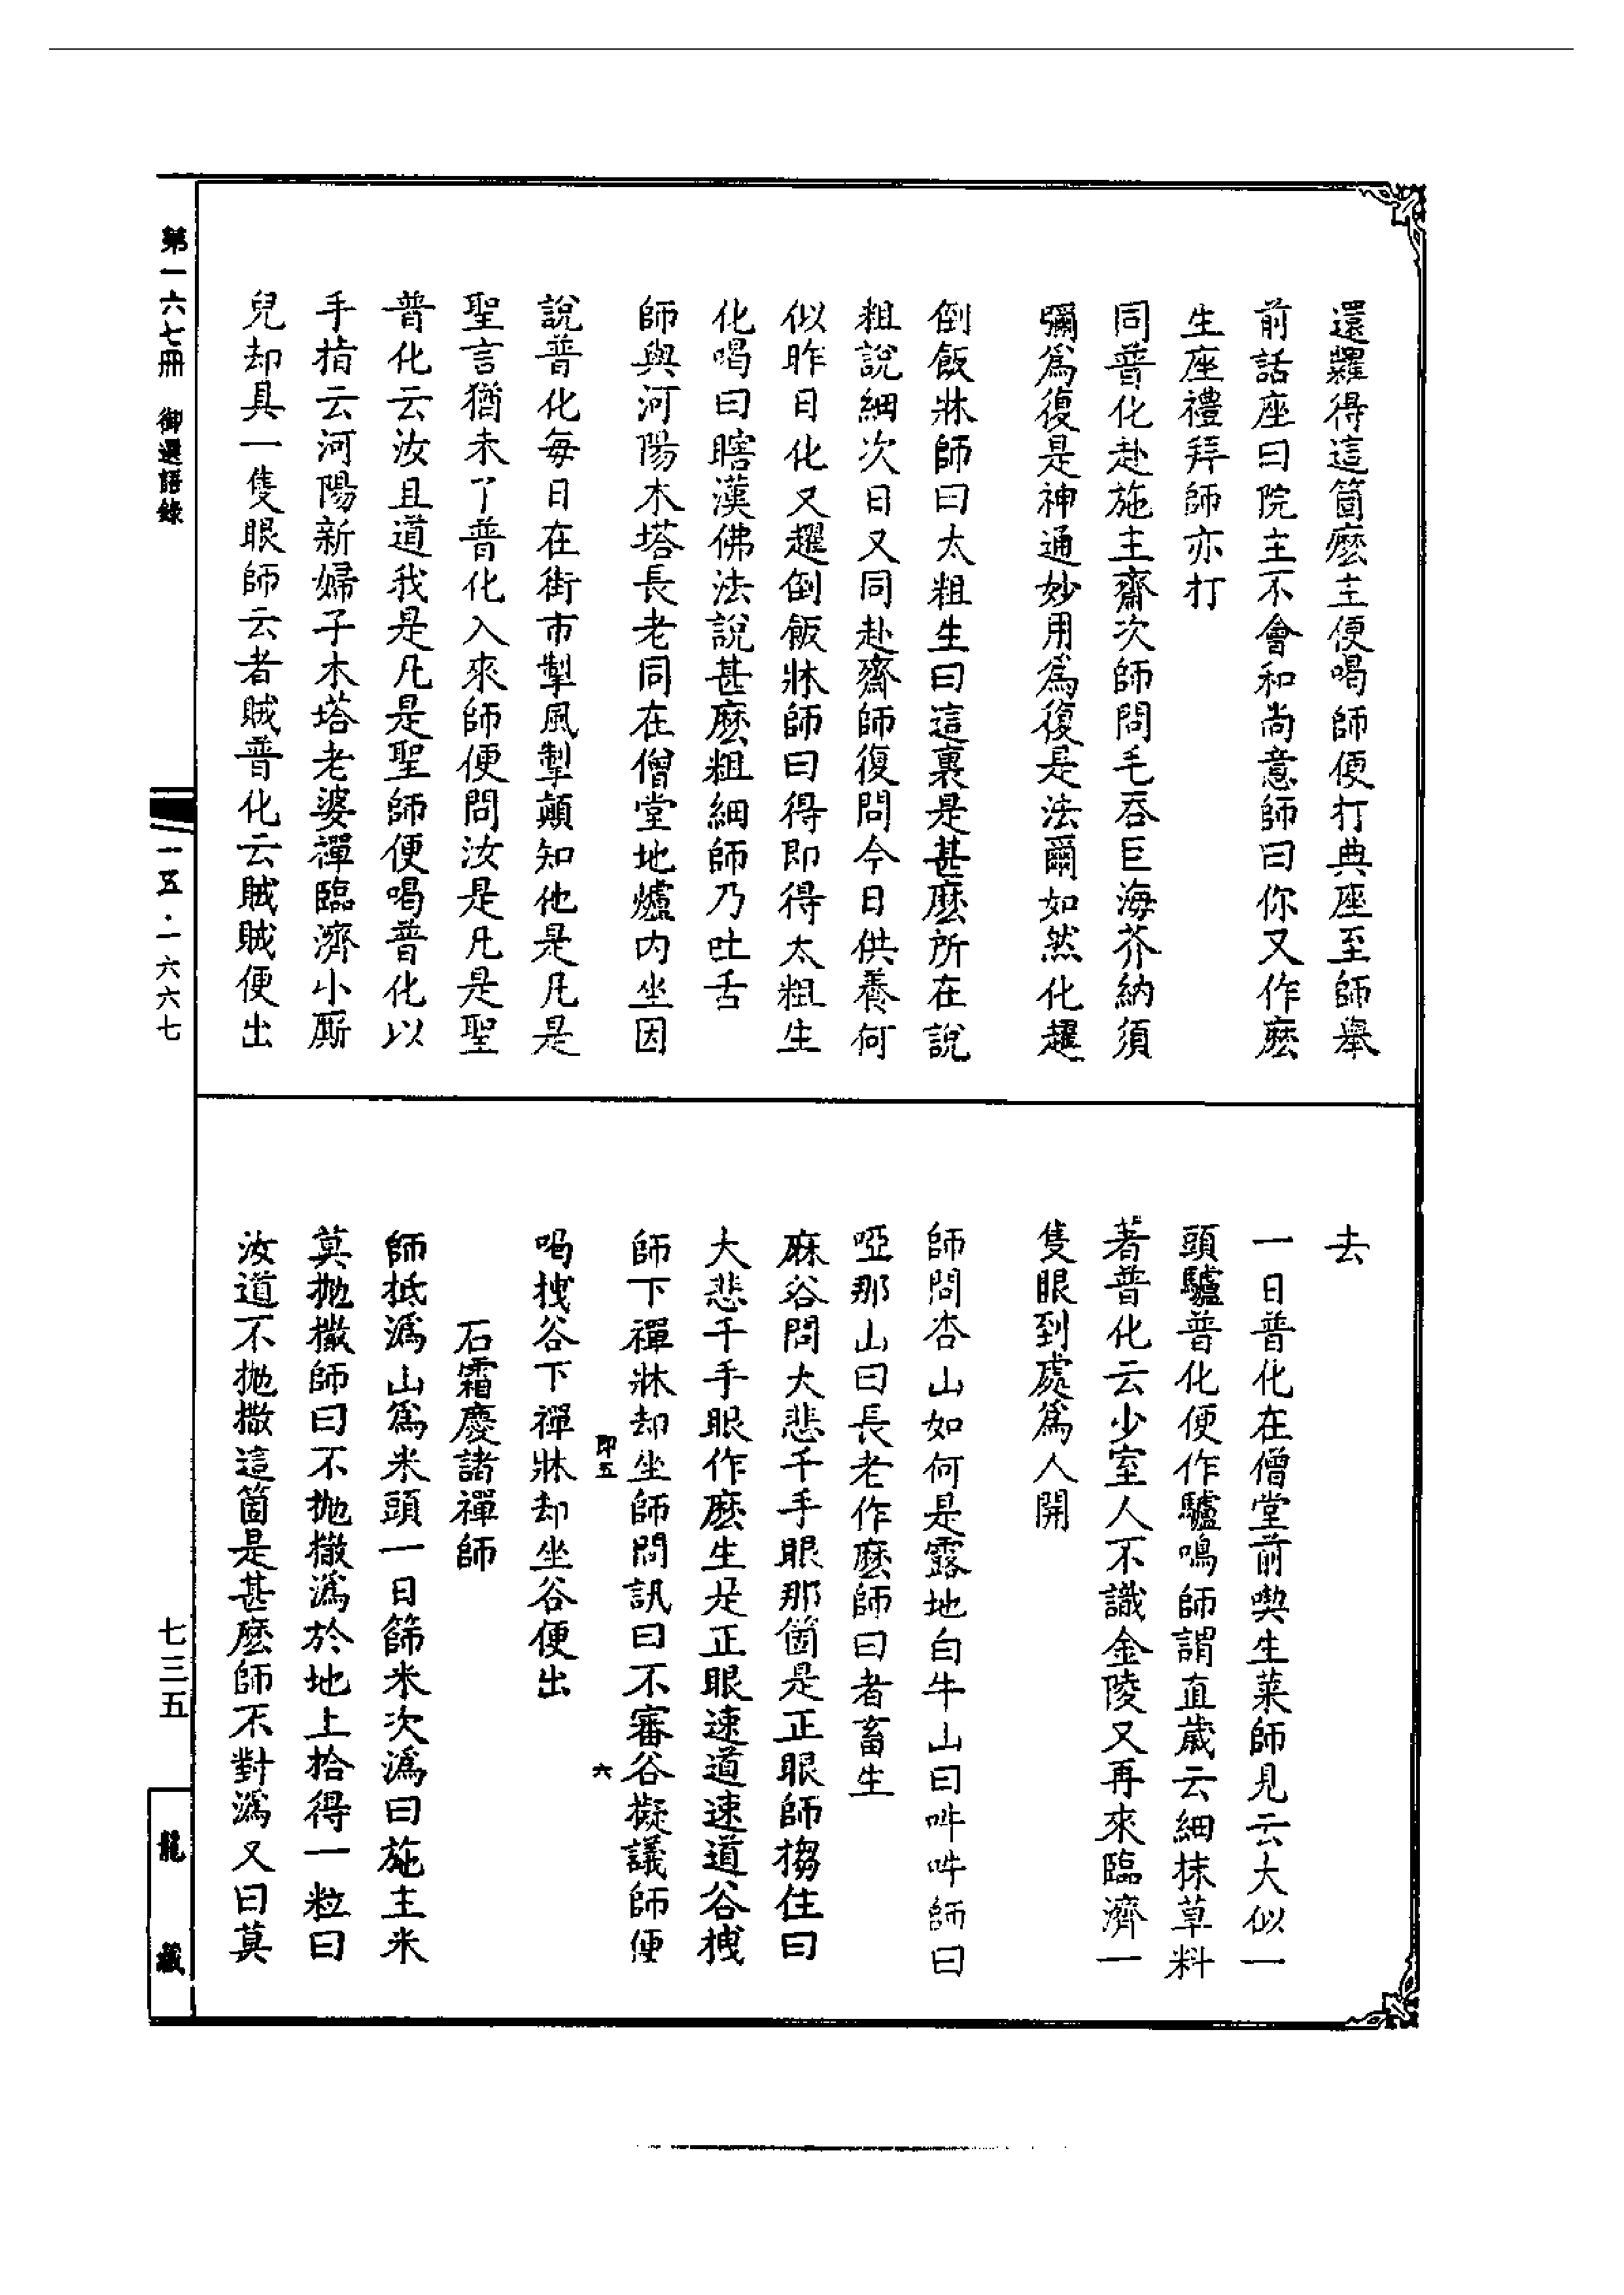 還糶得這箇麽主便喝師便打典座至師舉
前話座曰院主不會和尚意師曰你又作麽
生座禮拜師亦打
同普化赴施主齋次師問毛吞巨海芥納須
彌爲復是神通妙用爲復是法爾如然化趯
倒飯牀師曰太粗生曰這裏是甚麽所在說
粗說細次日又同赴齋師復問今日供養何
似昨日化又趯倒飯牀師曰得即得太粗生
化喝曰瞎漢佛法說甚麽粗細師乃吐舌
師與河陽木塔長老同在僧堂地爐内坐因
說普化每日在街市掣風掣顛知他是凡是
聖言猶未了普化入來師便問汝是凡是聖
普化云汝且道我是凡是聖師便喝普化以
手指云河陽新婦子木塔老婆禪臨濟小厮
兒却具一隻眼師云者賊普化云賊賊便出
去
一日普化在僧堂前喫生菜師見云大似一
頭驢普化便作驢鳴師謂直歲云細抹草料
著普化云少室人不識金陵又再來臨濟一
隻眼到處爲人開
師問杏山如何是露地白牛山曰吽吽師曰
啞那山曰長老作麽師曰者畜生
麻谷問大悲千手眼那箇是正眼師搊住曰
大悲千手眼作麽生是正眼速道速道谷拽
師下禪牀却坐師問訊曰不審谷擬議師便
即五 六
喝拽谷下禪牀却坐谷便出
石霜慶諸禪師
師抵潙山爲米頭一日篩米次潙曰施主米
莫抛撒師曰不抛撒潙於地上拾得一粒曰
汝道不抛撒這箇是甚麽師不對潙又曰莫
第一六七冊 御選語錄 一五·一六六七 七三五 龍藏